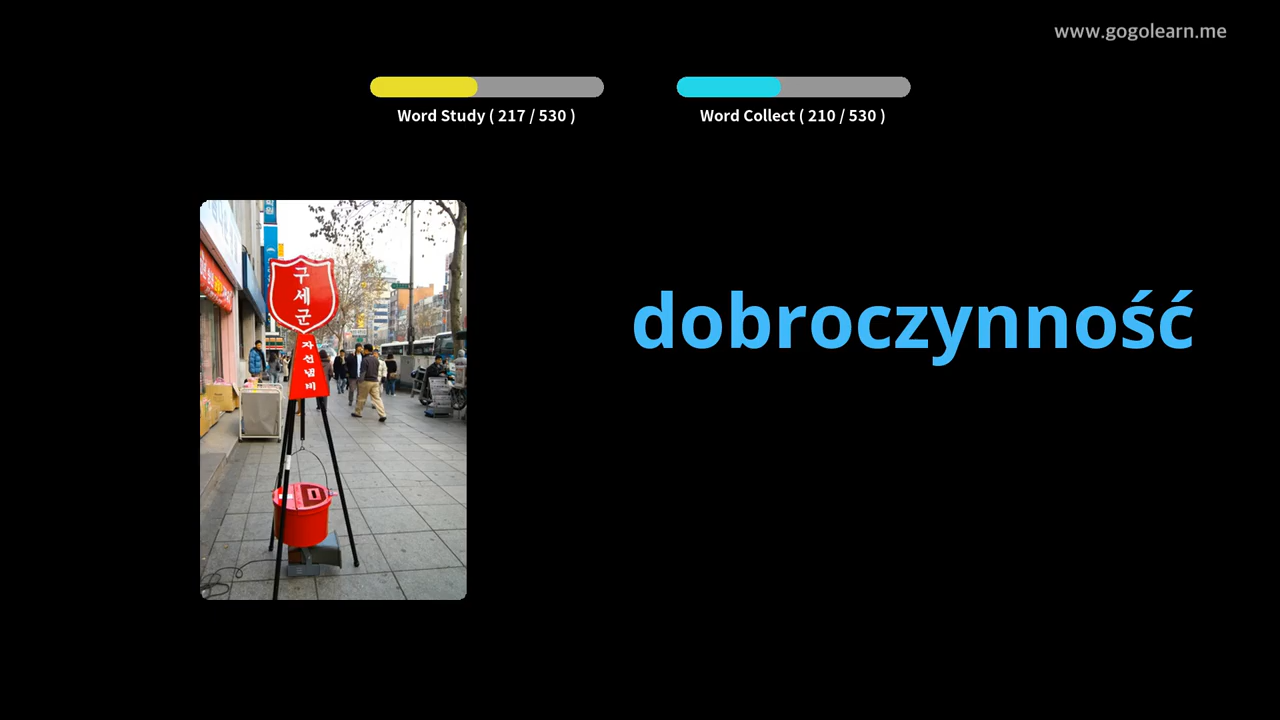 www.gogolearn.me
Word Study ( 217 / 530 )
Word Collect ( 210 / 530 )
dobroczynność
구
세
군
자
선
냄
비